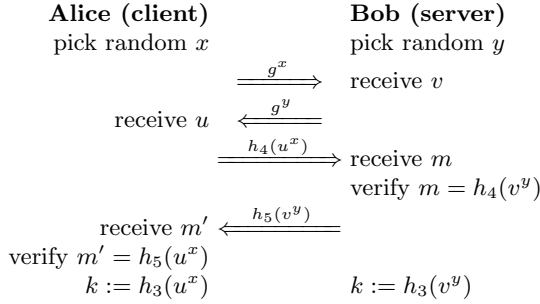 Alice (client) Bob (server)
pick random x pick random y
g^x
receive v
g^y
receive u
h_4(u^x)
receive m
verify m = h_4(v^y)
h_5(v^y)
receive m′
verify m′ = h_5(u^x)
k := h_3(u^x) k := h_3(v^y)